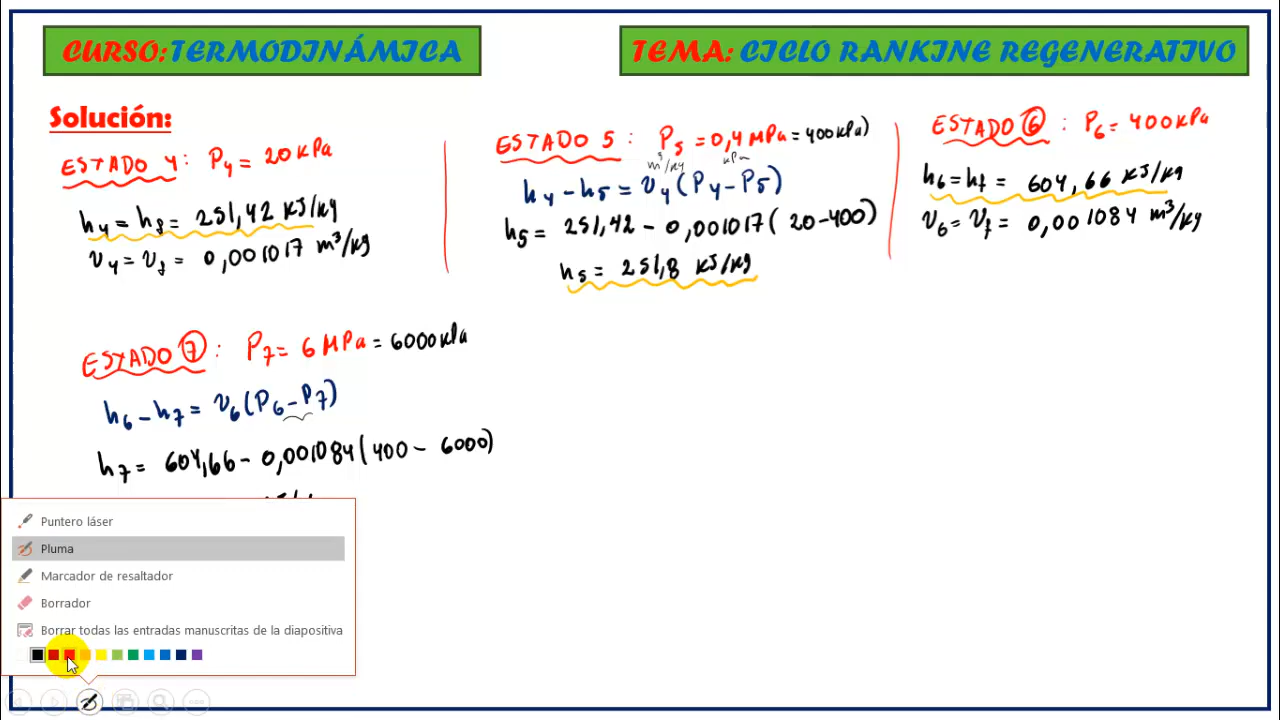 CURSO: TERMODINÁMICA
TEMA: CICLO RANKINE REGENERATIVO
Solución:
ESTADO 4: P4 = 20 kPa
h4 = hf = 251,42 KJ/kg
v4 = vf = 0,001017 m³/kg
ESTADO 5: P5 = 0,4 MPa = 400kPa)
m³/kg kPa
h4 - h5 = v4 (P4 - P5)
h5 = 251,42 - 0,001017 (20-400)
h5 = 251,8 KJ/kg
ESTADO 6 : P6 = 400kPa
h6 = hf = 604,66 KJ/kg
v6 = vf = 0,001084 m³/kg
ESTADO 7 : P7 = 6 MPa = 6000kPa
h6 - h7 = v6 (P6 - P7)
h7 = 604,66 - 0,001084 (400 - 6000)
Puntero láser
Pluma
Marcador de resaltador
Borrador
Borrar todas las entradas manuscritas de la diapositiva